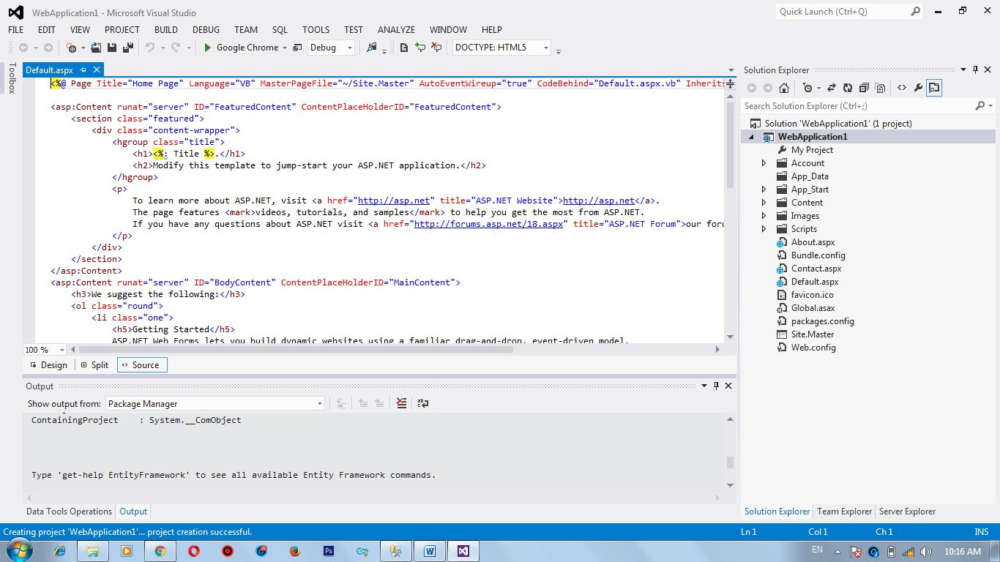 WebApplication1 - Microsoft Visual Studio
Quick Launch (Ctrl+Q)
FILE EDIT VIEW PROJECT BUILD DEBUG TEAM SQL TOOLS TEST ANALYZE WINDOW HELP
Google Chrome Debug DOCTYPE: HTML5
Toolbox
Default.aspx
<%@ Page Title="Home Page" Language="VB" MasterPageFile="~/Site.Master" AutoEventWireup="true" CodeBehind="Default.aspx.vb" Inherits
<asp:Content runat="server" ID="FeaturedContent" ContentPlaceHolderID="FeaturedContent">
<section class="featured">
<div class="content-wrapper">
<hgroup class="title">
<h1><%: Title %>.</h1>
<h2>Modify this template to jump-start your ASP.NET application.</h2>
</hgroup>
<p>
To learn more about ASP.NET, visit <a href="http://asp.net" title="ASP.NET Website">http://asp.net</a>.
The page features <mark>videos, tutorials, and samples</mark> to help you get the most from ASP.NET.
If you have any questions about ASP.NET visit <a href="http://forums.asp.net/18.aspx" title="ASP.NET Forum">our foru
</p>
</div>
</section>
</asp:Content>
<asp:Content runat="server" ID="BodyContent" ContentPlaceHolderID="MainContent">
<h3>We suggest the following:</h3>
<ol class="round">
<li class="one">
<h5>Getting Started</h5>
ASP.NET Web Forms lets you build dynamic websites using a familiar drag-and-drop, event-driven model.
100 %
Design Split Source
Output
Show output from: Package Manager
ContainingProject : System.__ComObject
Type 'get-help EntityFramework' to see all available Entity Framework commands.
Data Tools Operations Output
Solution Explorer
Search Solution Explorer (Ctrl+;)
Solution 'WebApplication1' (1 project)
WebApplication1
My Project
Account
App_Data
App_Start
Content
Images
Scripts
About.aspx
Bundle.config
Contact.aspx
Default.aspx
favicon.ico
Global.asax
packages.config
Site.Master
Web.config
Solution Explorer Team Explorer Server Explorer
Creating project 'WebApplication1'... project creation successful.
Ln 1 Col 1 Ch 1 INS
EN 10:16 AM